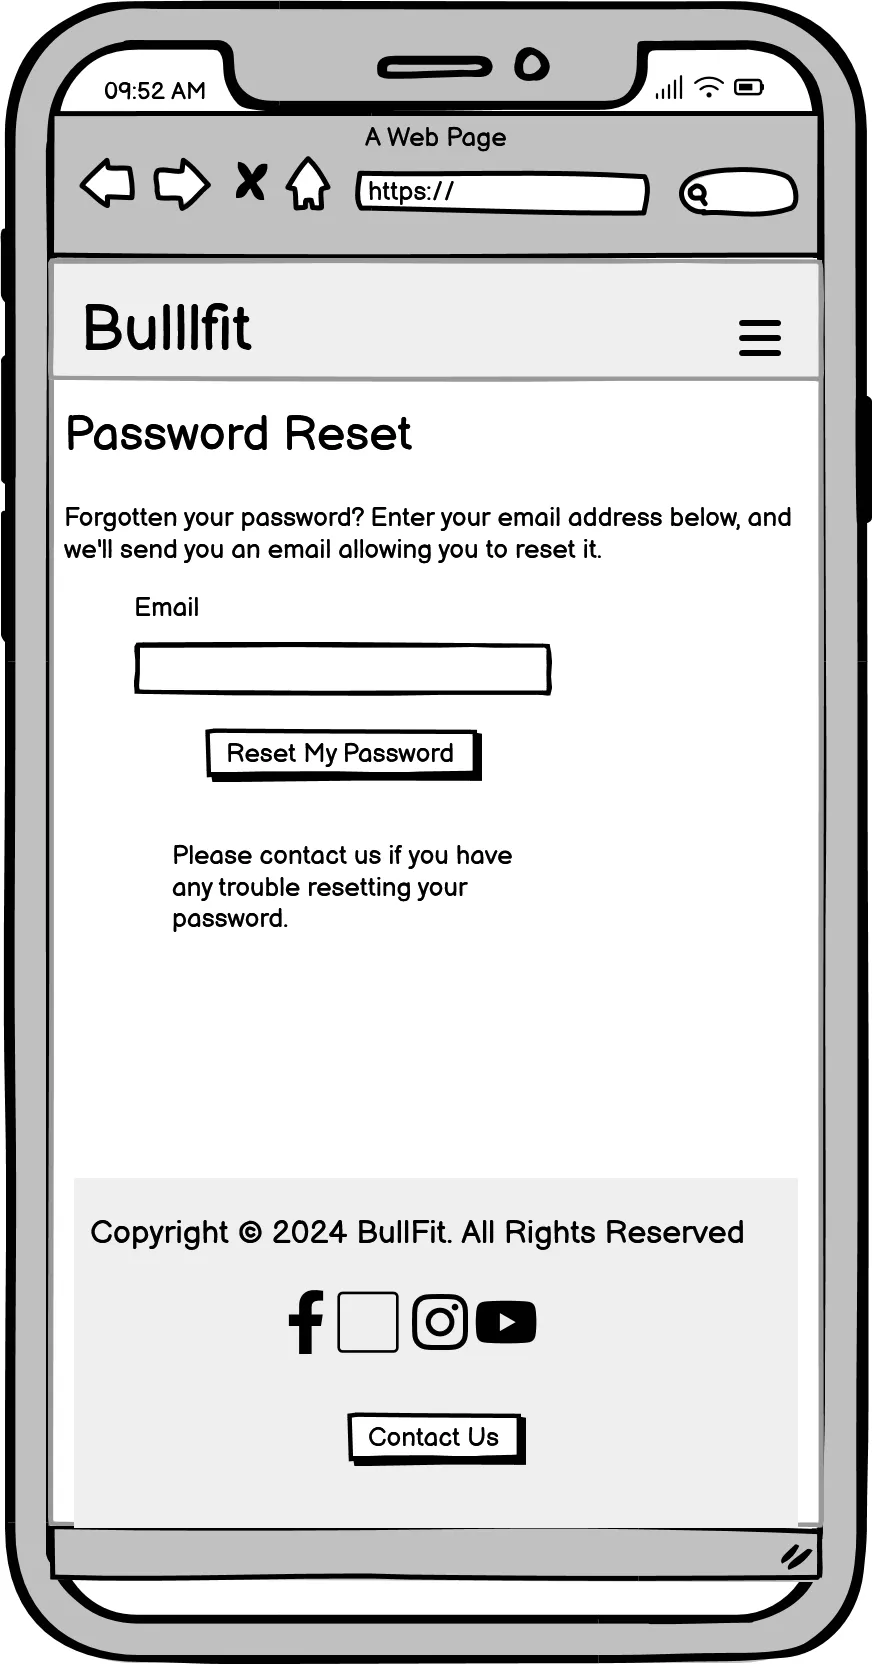 09:52 AM
A Web Page
https://
Bulllfit
Password Reset
Forgotten your password? Enter your email address below, and
we'll send you an email allowing you to reset it.
Email
Reset My Password
Please contact us if you have
any trouble resetting your
password.
Copyright © 2024 BullFit. All Rights Reserved
Contact Us